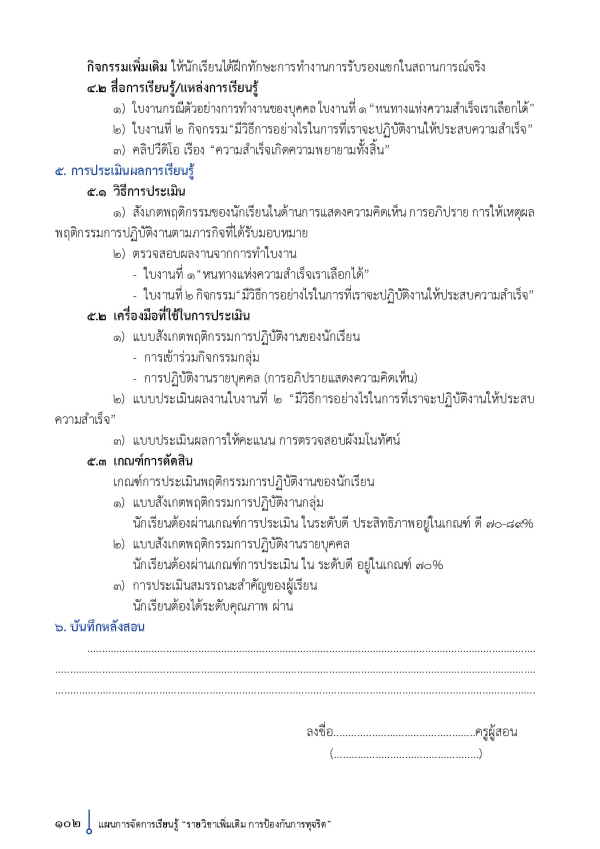 กิจกรรมเพิ่มเติม ให้นักเรียนได้ฝึกทักษะการทำงานการรับรองแขกในสถานการณ์จริง
๔.๒ สื่อการเรียนรู้/แหล่งการเรียนรู้
๑) ใบงานกรณีตัวอย่างการทำงานของบุคคล ใบงานที่ ๑ “หนทางแห่งความสำเร็จเราเลือกได้”
๒) ใบงานที่ ๒ กิจกรรม“มีวิธีการอย่างไรในการที่เราจะปฏิบัติงานให้ประสบความสำเร็จ”
๓) คลิปวีดิโอ เรื่อง “ความสำเร็จเกิดความพยายามทั้งสิ้น”
๕. การประเมินผลการเรียนรู้
๕.๑ วิธีการประเมิน
๑) สังเกตพฤติกรรมของนักเรียนในด้านการแสดงความคิดเห็น การอภิปราย การให้เหตุผล
พฤติกรรมการปฏิบัติงานตามภารกิจที่ได้รับมอบหมาย
๒) ตรวจสอบผลงานจากการทำใบงาน
- ใบงานที่ ๑“หนทางแห่งความสำเร็จเราเลือกได้”
- ใบงานที่ ๒ กิจกรรม“มีวิธีการอย่างไรในการที่เราจะปฏิบัติงานให้ประสบความสำเร็จ”
๕.๒ เครื่องมือที่ใช้ในการประเมิน
๑) แบบสังเกตพฤติกรรมการปฏิบัติงานของนักเรียน
- การเข้าร่วมกิจกรรมกลุ่ม
- การปฏิบัติงานรายบุคคล (การอภิปรายแสดงความคิดเห็น)
๒) แบบประเมินผลงานใบงานที่ ๒ “มีวิธีการอย่างไรในการที่เราจะปฏิบัติงานให้ประสบ
ความสำเร็จ”
๓) แบบประเมินผลการให้คะแนน การตรวจสอบผังมโนทัศน์
๕.๓ เกณฑ์การตัดสิน
เกณฑ์การประเมินพฤติกรรมการปฏิบัติงานของนักเรียน
๑) แบบสังเกตพฤติกรรมการปฏิบัติงานกลุ่ม
นักเรียนต้องผ่านเกณฑ์การประเมิน ในระดับดี ประสิทธิภาพอยู่ในเกณฑ์ ดี ๗๐-๘๙%
๒) แบบสังเกตพฤติกรรมการปฏิบัติงานรายบุคคล
นักเรียนต้องผ่านเกณฑ์การประเมิน ใน ระดับดี อยู่ในเกณฑ์ ๗๐%
๓) การประเมินสมรรถนะสำคัญของผู้เรียน
นักเรียนต้องได้ระดับคุณภาพ ผ่าน
๖. บันทึกหลังสอน
................................................................................................................................................
................................................................................................................................................
................................................................................................................................................
ลงชื่อ................................................ครูผู้สอน
(.................................................)
๑๐๒ แผนการจัดการเรียนรู้ “รายวิชาเพิ่มเติม การป้องกันการทุจริต”